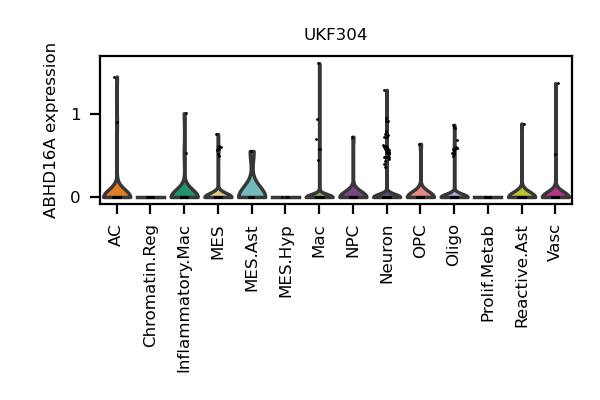 UKF304
ABHD16A expression
1
0
AC
Chromatin.Reg
Inflammatory.Mac
MES
MES.Ast
MES.Hyp
Mac
NPC
Neuron
OPC
Oligo
Prolif.Metab
Reactive.Ast
Vasc